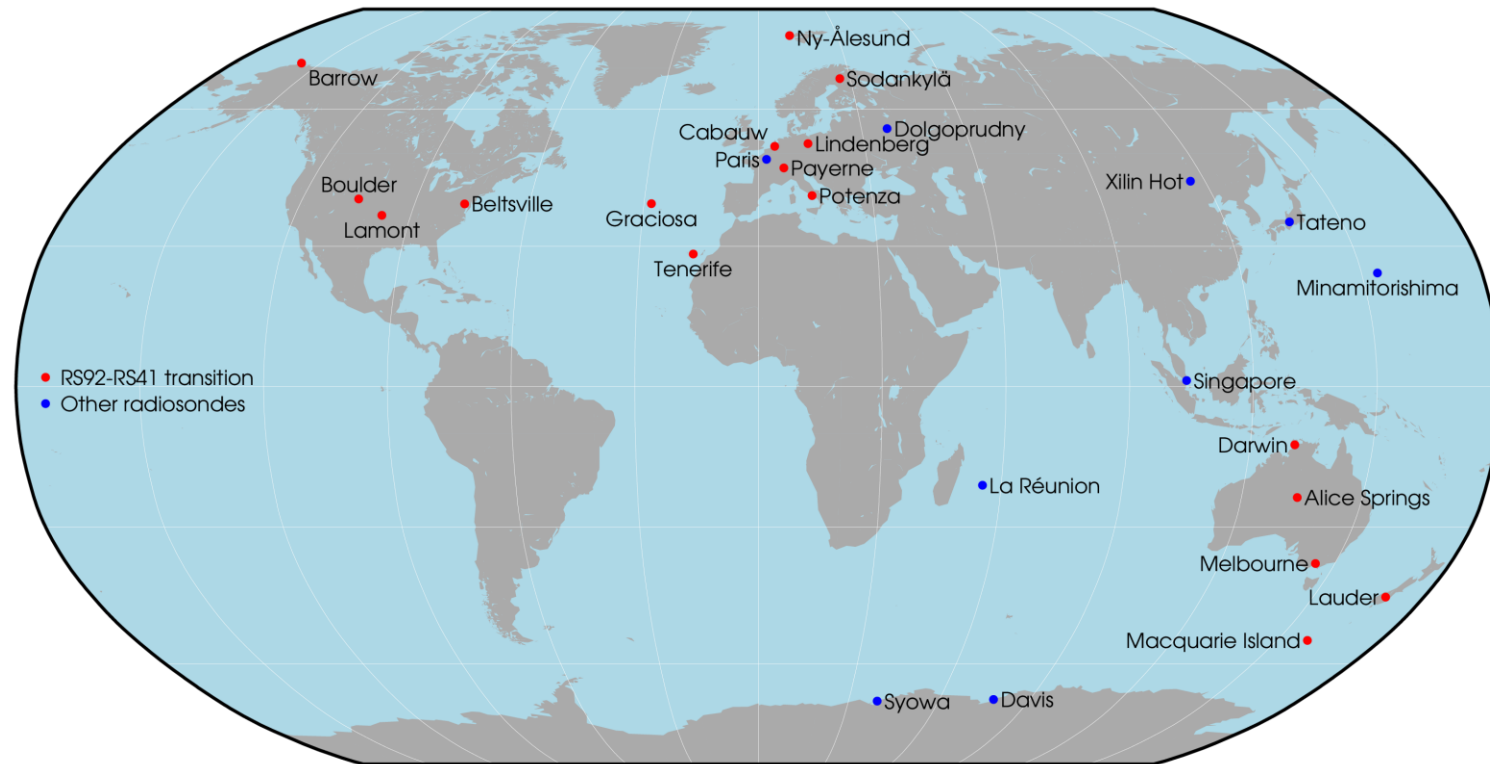 Ny-Ålesund
Barrow
Sodankylä
Cabauw
Dolgoprudny
Lindenberg
Paris
Payerne
Xilin Hot
Boulder
Beltsville
Potenza
Graciosa
Lamont
Tateno
Tenerife
Minamitorishima
RS92-RS41 transition
Singapore
Other radiosondes
Darwin
La Réunion
Alice Springs
Melbourne
Lauder
Macquarie Island
Syowa
Davis